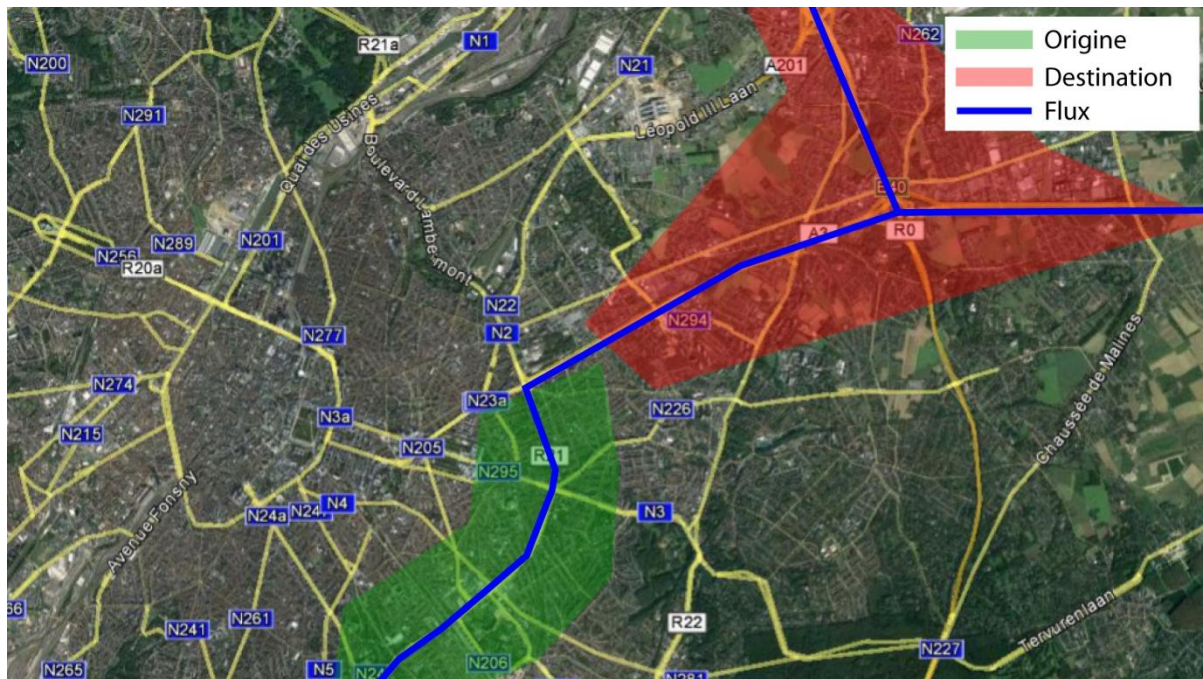 N262
Origine
Destination
Flux
N1
R21a
N200
N21
A201
Léopold III Laan
N291
Quai des Usines
Boulevard Lambermont
E40
N201
N289
N256
R20a
A3
R0
N22
N294
N2
N277
Chaussée de Malines
N274
N23a
N226
N3a
N215
N205
N295
N4
N3
N24a
Avenue Fonsny
R22
Tervurenlaan
N241
N261
N227
N265
N5
N206
N281